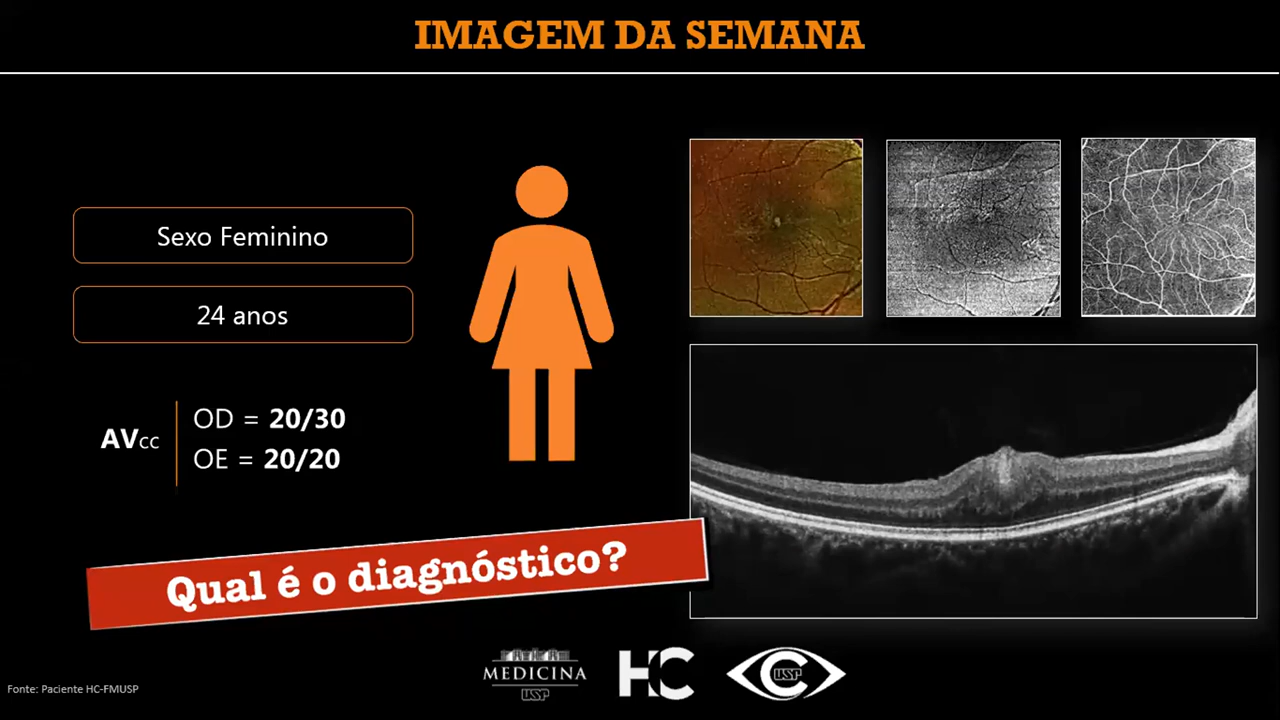 IMAGEM DA SEMANA
Sexo Feminino
24 anos
AVcc
OD = 20/30
OE = 20/20
Qual é o diagnóstico?
MEDICINA
USP
HC
USP
Fonte: Paciente HC-FMUSP